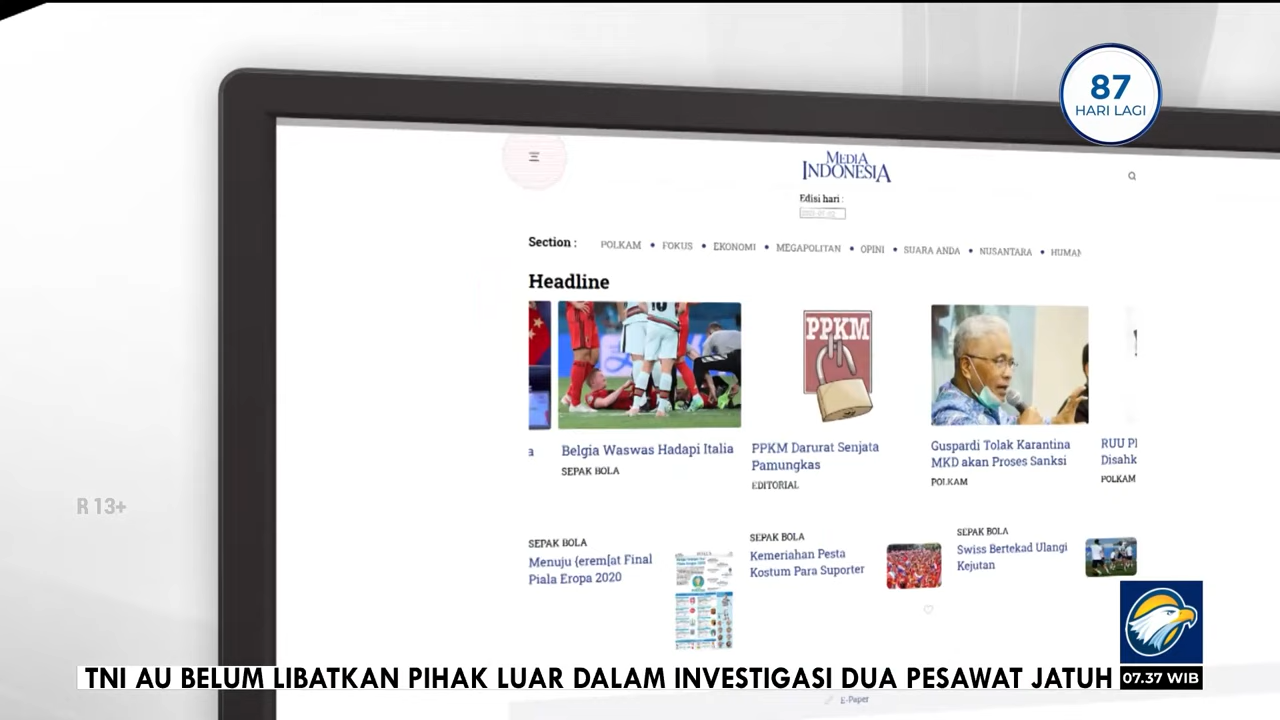 87
HARI LAGI
MEDIA
INDONESIA
Edisi hari :
Section :
POLKAM • FOKUS • EKONOMI • MEGAPOLITAN • OPINI • SUARA ANDA • NUSANTARA • HUMAN
Headline
PPKM
a
Belgia Waswas Hadapi Italia
SEPAK BOLA
PPKM Darurat Senjata
Pamungkas
EDITORIAL
Guspardi Tolak Karantina
MKD akan Proses Sanksi
POLKAM
RUU P
Disahk
POLKAM
R 13+
SEPAK BOLA
Menuju {erem[at Final
Piala Eropa 2020
SEPAK BOLA
Kemeriahan Pesta
Kostum Para Suporter
SEPAK BOLA
Swiss Bertekad Ulangi
Kejutan
TNI AU BELUM LIBATKAN PIHAK LUAR DALAM INVESTIGASI DUA PESAWAT JATUH
07.37 WIB
E-Paper